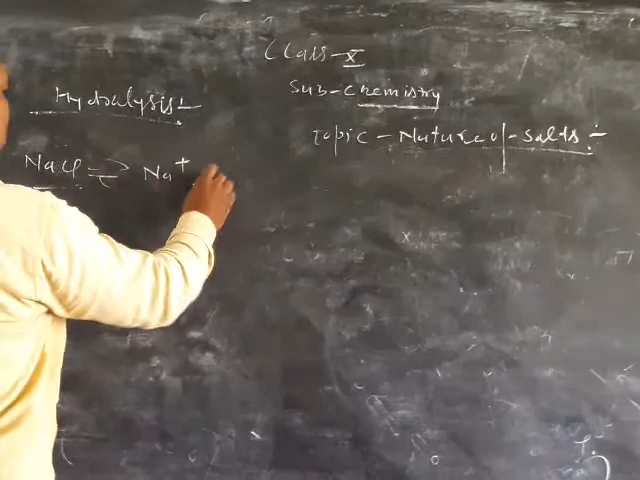 Class - X
Sub - Chemistry
Hydrolysis :-
Topic - Nature of - Salts :-
NaCl ⇌ Na+